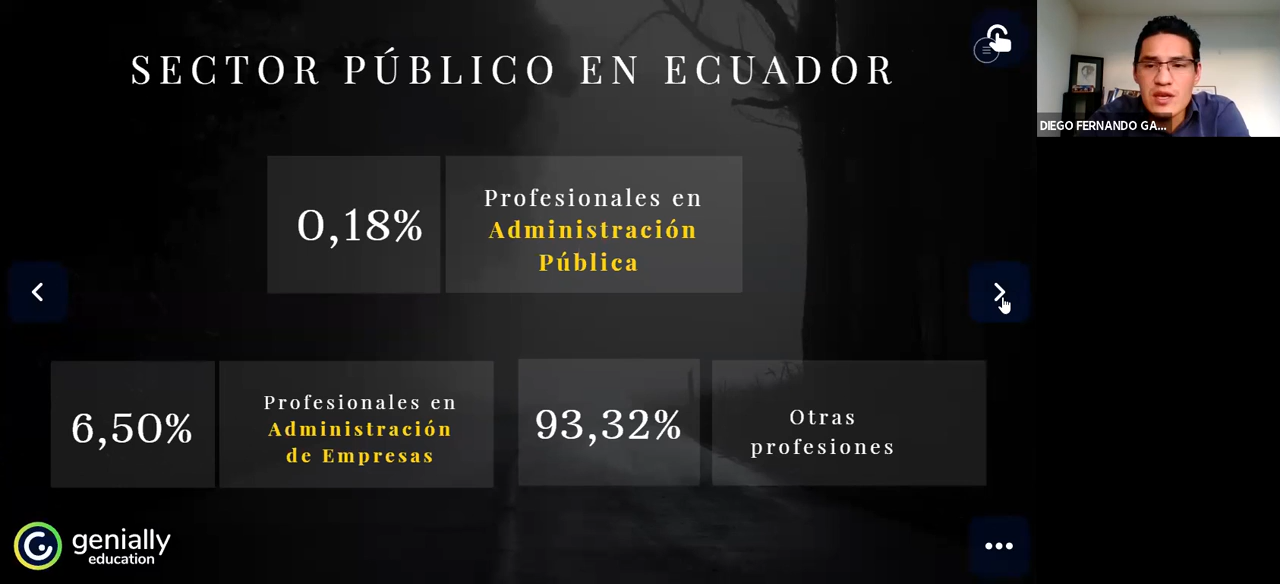 SECTOR PÚBLICO EN ECUADOR
DIEGO FERNANDO GA...
0,18%
Profesionales en
Administración
Pública
6,50%
Profesionales en
Administración
de Empresas
93,32%
Otras
profesiones
genially
education